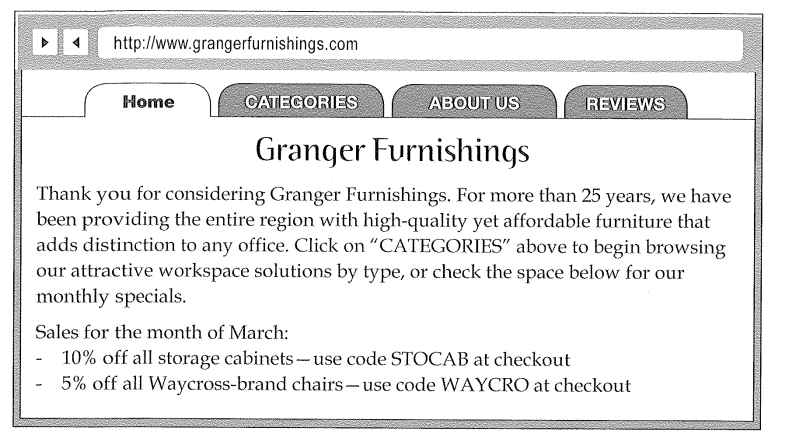 http://www.grangerfurnishings.com
Home CATEGORIES ABOUT US REVIEWS
Granger Furnishings
Thank you for considering Granger Furnishings. For more than 25 years, we have
been providing the entire region with high-quality yet affordable furniture that
adds distinction to any office. Click on "CATEGORIES" above to begin browsing
our attractive workspace solutions by type, or check the space below for our
monthly specials.
Sales for the month of March:
- 10% off all storage cabinets—use code STOCAB at checkout
- 5% off all Waycross-brand chairs—use code WAYCRO at checkout